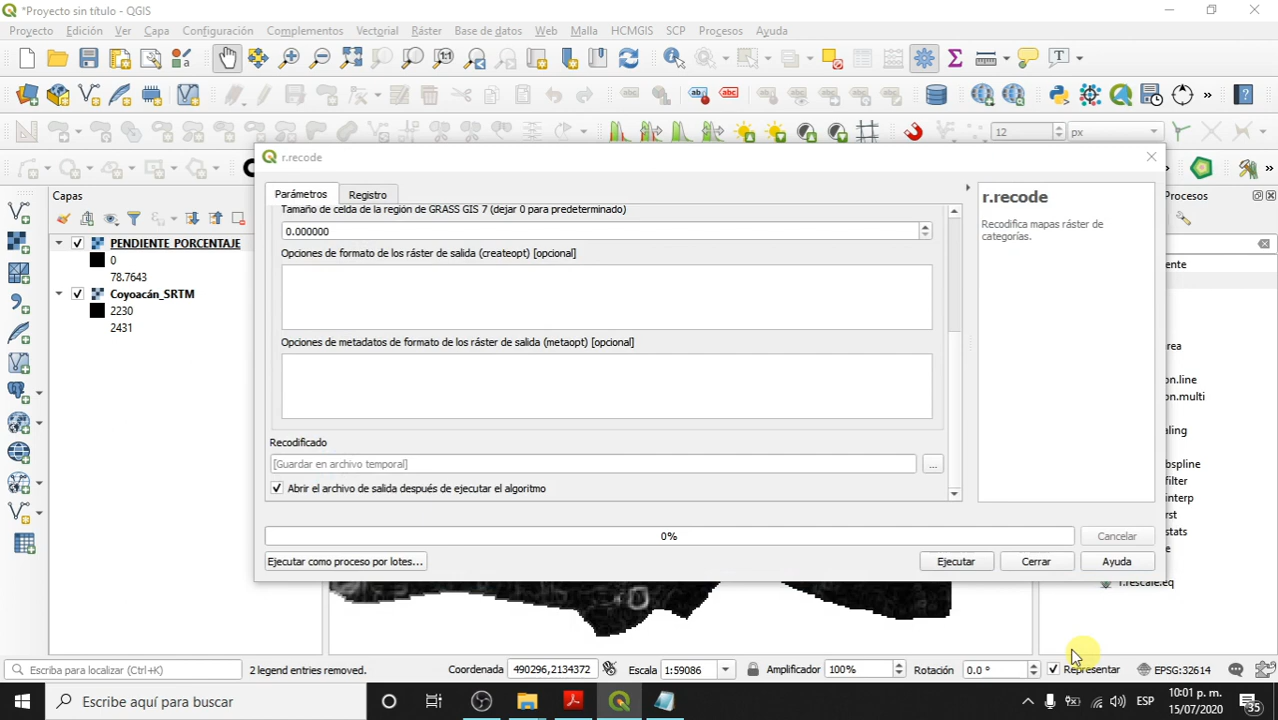 *Proyecto sin título - QGIS
Proyecto Edición Ver Capa Configuración Complementos Vectorial Ráster Base de datos Web Malla HCMGIS SCP Procesos Ayuda
12 px
r.recode
Parámetros Registro
Tamaño de celda de la región de GRASS GIS 7 (dejar 0 para predeterminado)
0.000000
Opciones de formato de los ráster de salida (createopt) [opcional]
Opciones de metadatos de formato de los ráster de salida (metaopt) [opcional]
Recodificado
[Guardar en archivo temporal]
...
Abrir el archivo de salida después de ejecutar el algoritmo
0%
Cancelar
Ejecutar como proceso por lotes...
Ejecutar
Cerrar
Ayuda
r.recode
Recodifica mapas ráster de
categorías.
Capas
PENDIENTE PORCENTAJE
0
78.7643
Coyoacán_SRTM
2230
2431
Procesos
ente
rea
on.line
on.multi
aling
bspline
filter
interp
rst
stats
e
r.rescale.eq
Escriba para localizar (Ctrl+K)
2 legend entries removed.
Coordenada 490296,2134372
Escala 1:59086
Amplificador 100%
Rotación 0.0 °
Representar
EPSG:32614
Escriba aquí para buscar
ESP
10:01 p. m.
15/07/2020
35